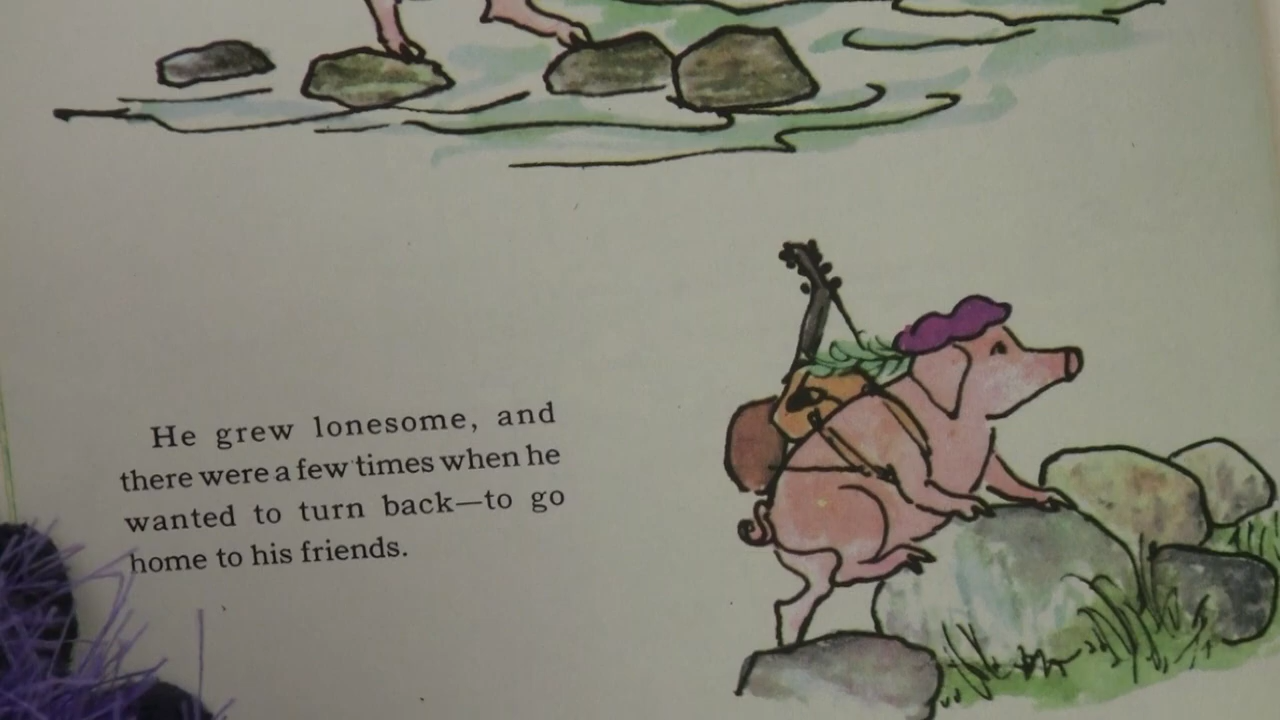 He grew lonesome, and
there were a few times when he
wanted to turn back—to go
home to his friends.